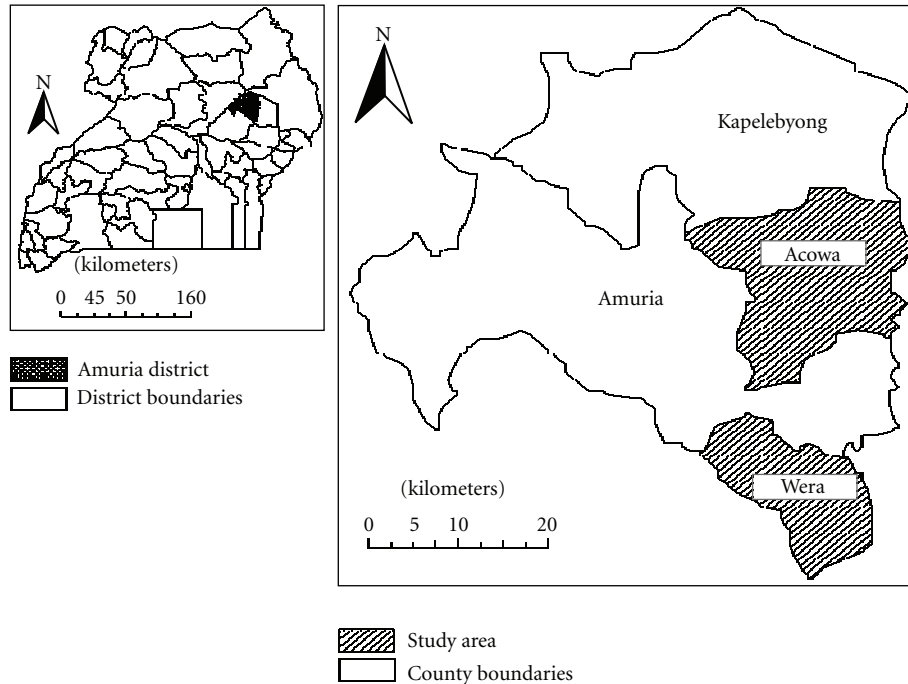 N
(kilometers)
0 45 50 160
Amuria district
District boundaries
N
Kapelebyong
Acowa
Amuria
Wera
(kilometers)
0 5 10 20
Study area
County boundaries